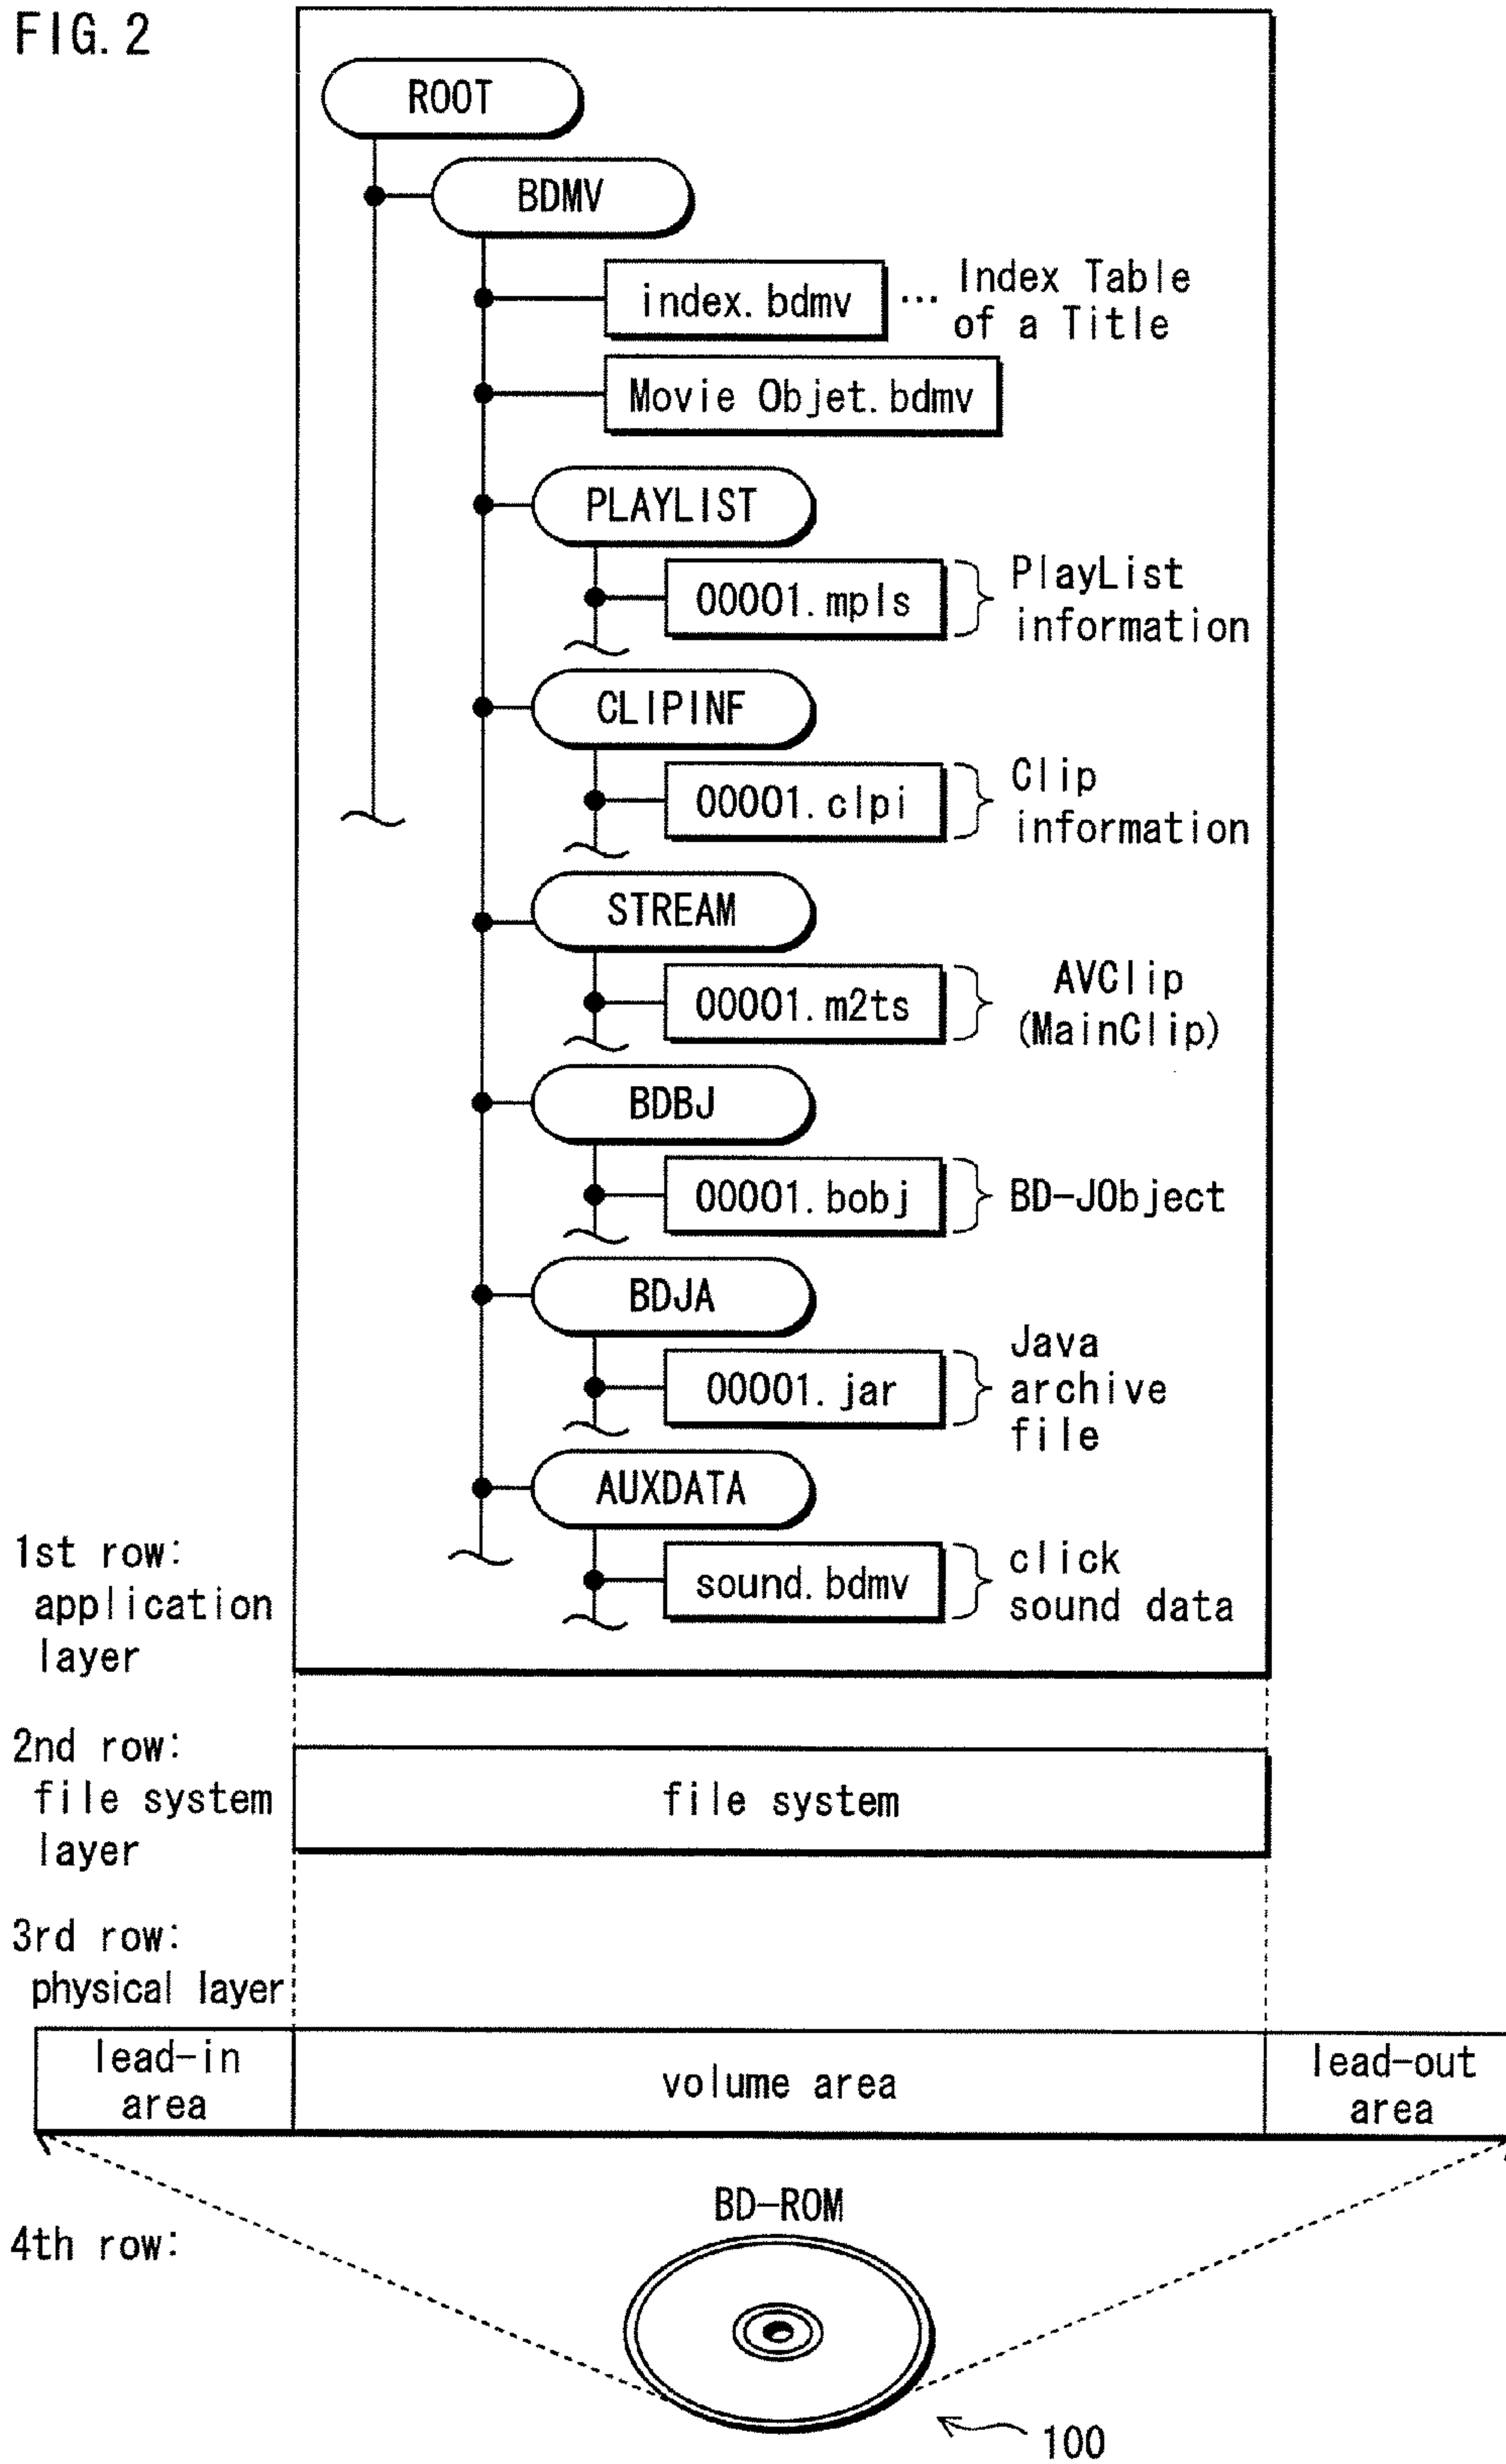 FIG. 2
ROOT
BDMV
index. bdmv ··· Index Table
of a Title
Movie Objet. bdmv
PLAYLIST
00001. mpls
PlayList
information
CLIPINF
00001. clpi
Clip
information
STREAM
00001. m2ts
AVClip
(MainClip)
BDBJ
00001. bobj
BD-JObject
BDJA
00001. jar
Java
archive
file
AUXDATA
sound. bdmv
click
sound data
1st row:
application
layer
2nd row:
file system
layer
file system
3rd row:
physical layer
lead-in
area
volume area
lead-out
area
BD-ROM
4th row:
100